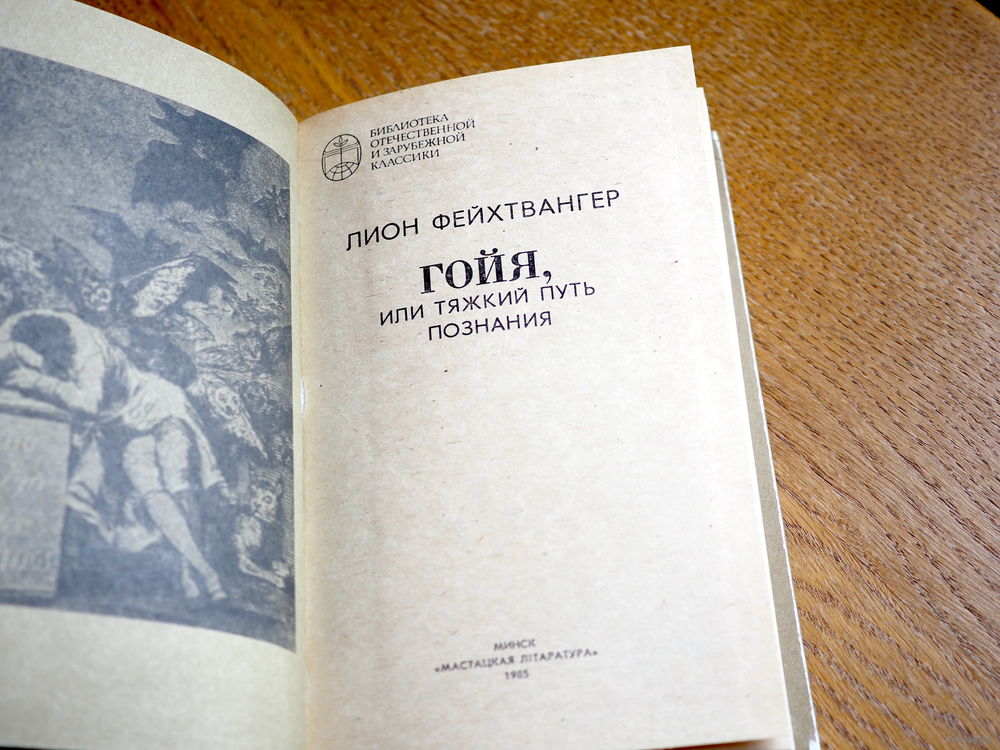 БИБЛИОТЕКА
ОТЕЧЕСТВЕННОЙ
И ЗАРУБЕЖНОЙ
КЛАССИКИ
ЛИОН ФЕЙХТВАНГЕР
ГОЙЯ,
ИЛИ ТЯЖКИЙ ПУТЬ
ПОЗНАНИЯ
МИНСК
«МАСТАЦКАЯ ЛІТАРАТУРА»
1985